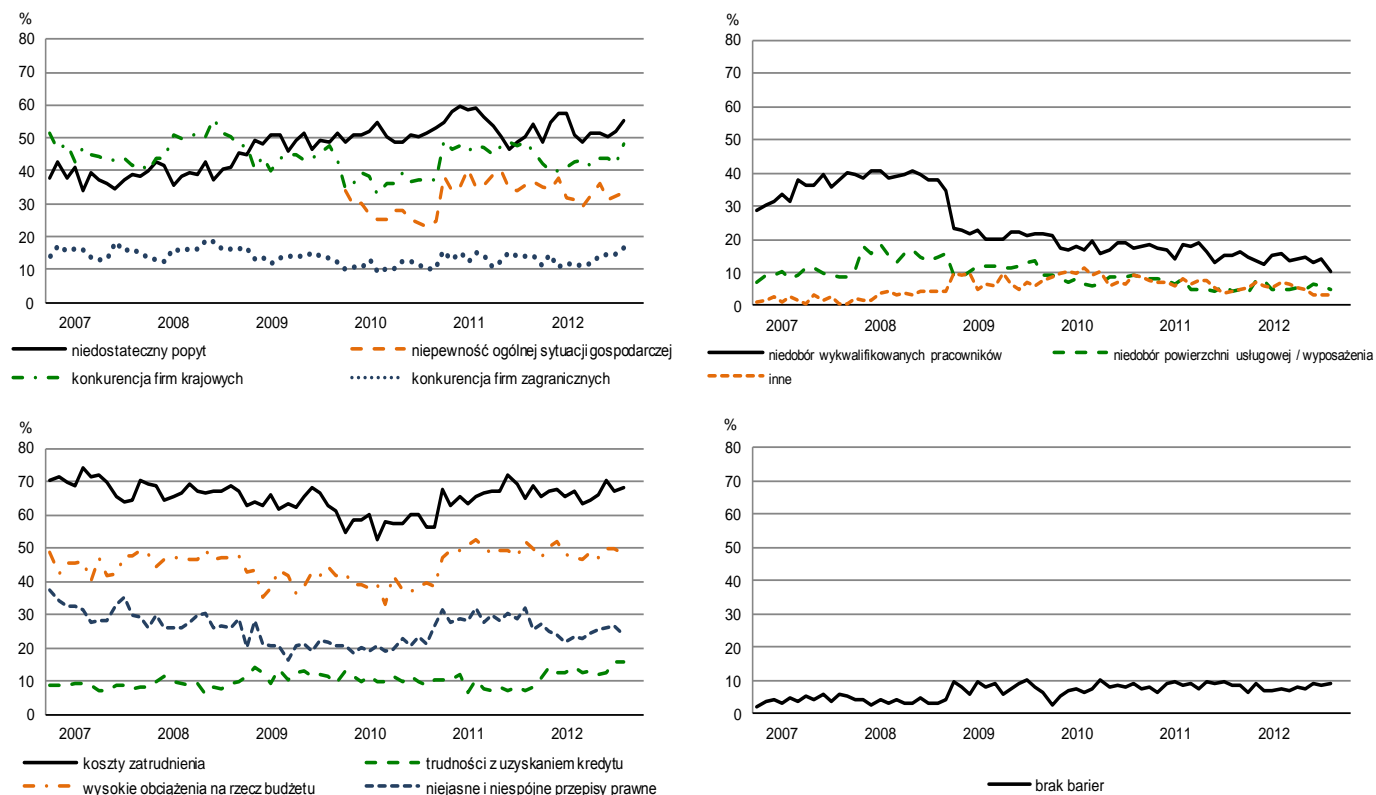 %
80
70
60
50
40
30
20
10
0
2007 2008 2009 2010 2011 2012
niedostateczny popyt
niepewność ogólnej sytuacji gospodarczej
konkurencja firm krajowych
konkurencja firm zagranicznych
%
80
70
60
50
40
30
20
10
0
2007 2008 2009 2010 2011 2012
niedobór wykwalifikowanych pracowników
niedobór powierzchni usługowej / wyposażenia
inne
%
80
70
60
50
40
30
20
10
0
2007 2008 2009 2010 2011 2012
koszty zatrudnienia
trudności z uzyskaniem kredytu
wysokie obciążenia na rzecz budżetu
niejasne i niespójne przepisy prawne
%
80
70
60
50
40
30
20
10
0
2007 2008 2009 2010 2011 2012
brak barier